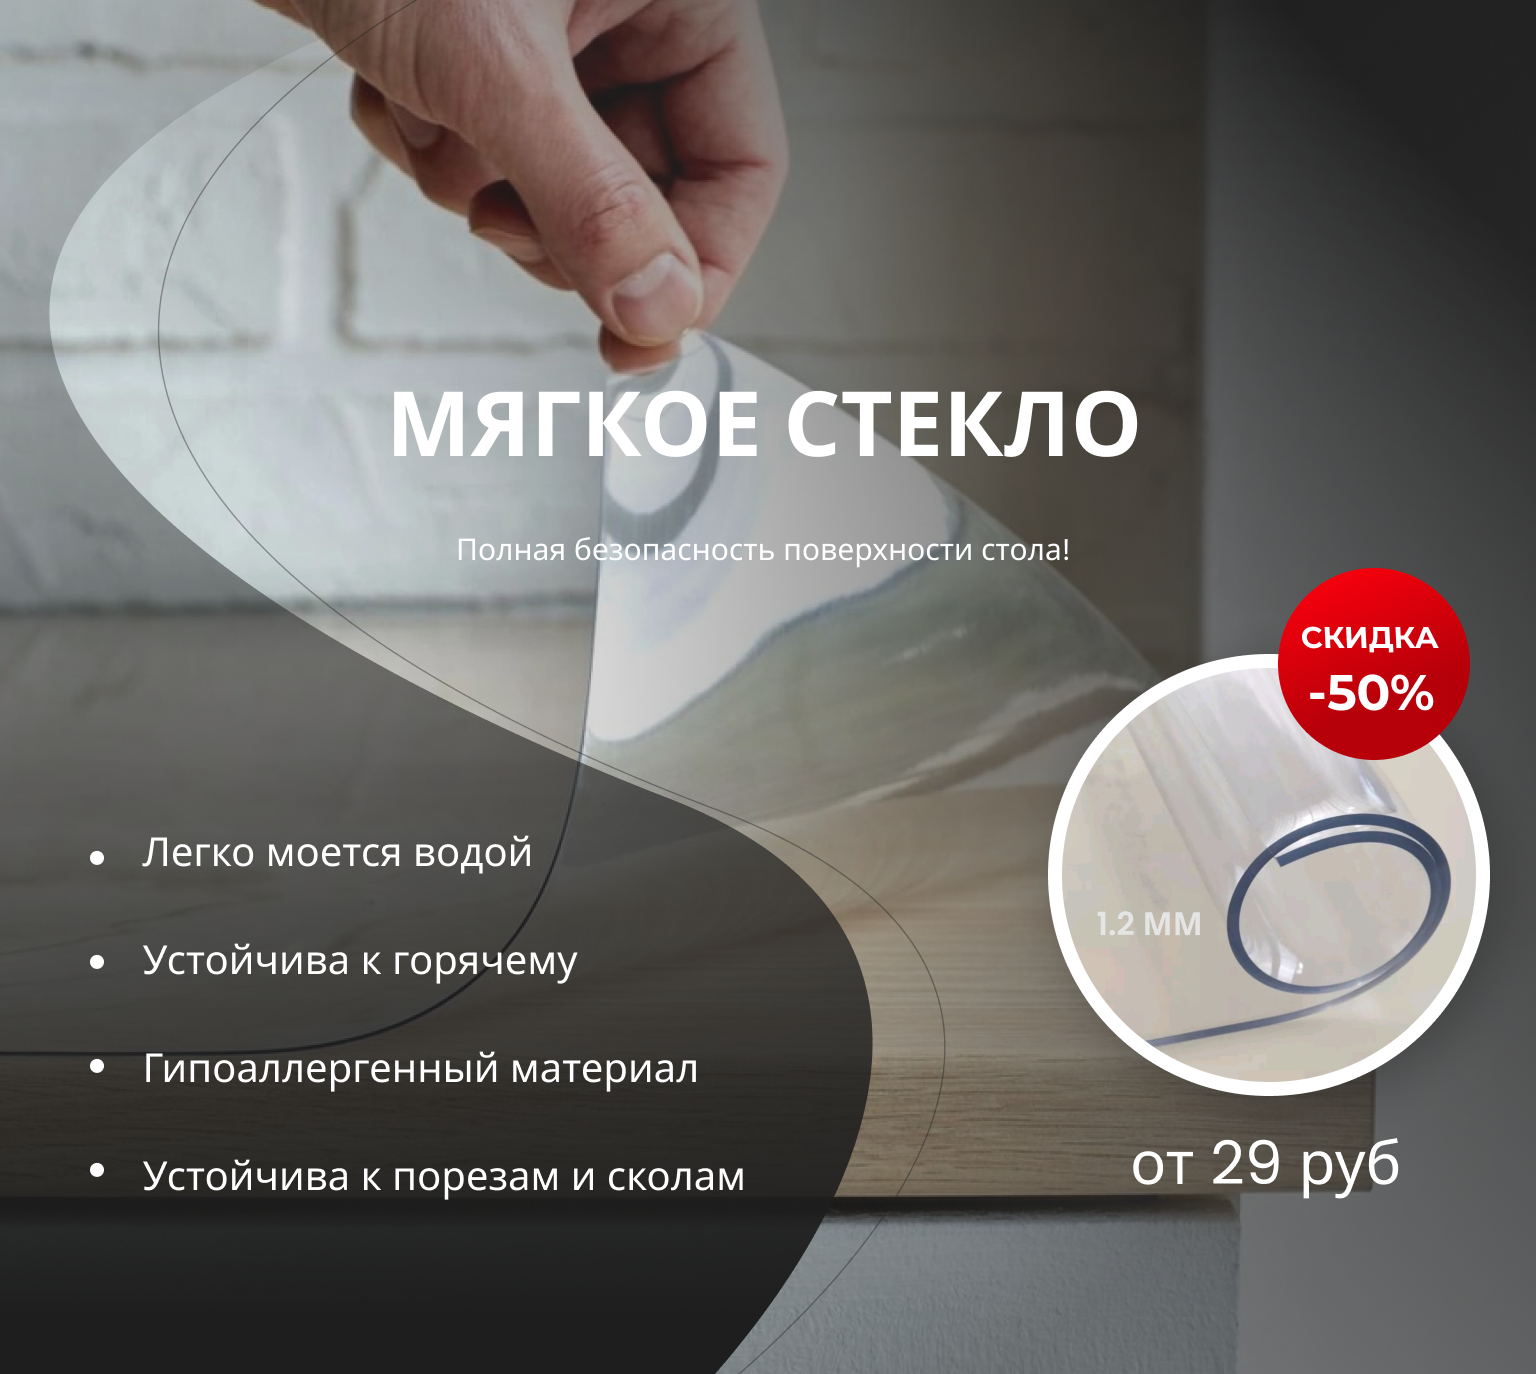 МЯГКОЕ СТЕКЛО
Полная безопасность поверхности стола!
СКИДКА
-50%
Легко моется водой
Устойчива к горячему
Гипоаллергенный материал
Устойчива к порезам и сколам
1.2 ММ
от 29 руб